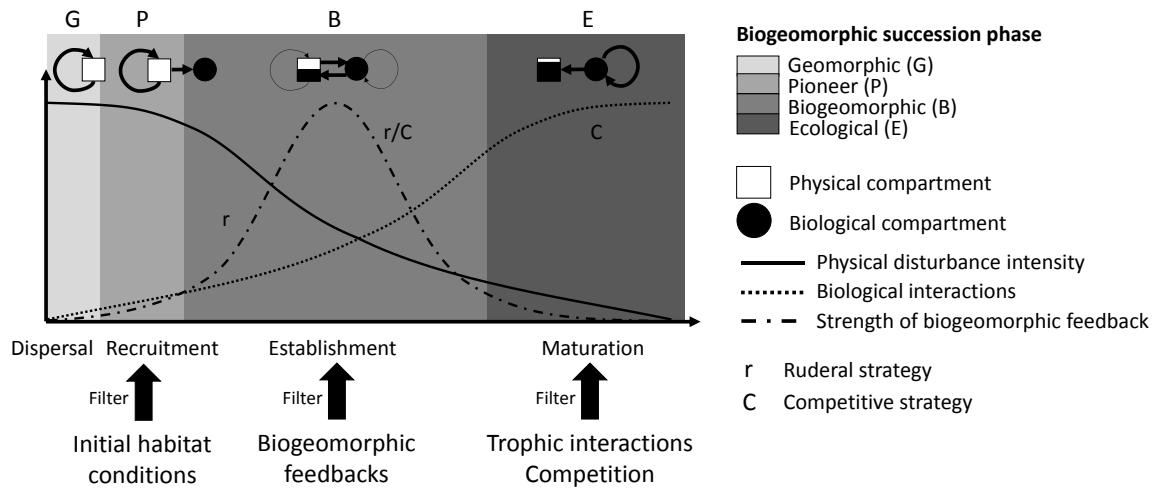 G
P
B
E
r
r/C
C
Dispersal
Recruitment
Establishment
Maturation
Filter
Filter
Filter
Initial habitat
conditions
Biogeomorphic
feedbacks
Trophic interactions
Competition
Biogeomorphic succession phase
Geomorphic (G)
Pioneer (P)
Biogeomorphic (B)
Ecological (E)
Physical compartment
Biological compartment
Physical disturbance intensity
Biological interactions
Strength of biogeomorphic feedback
r Ruderal strategy
C Competitive strategy